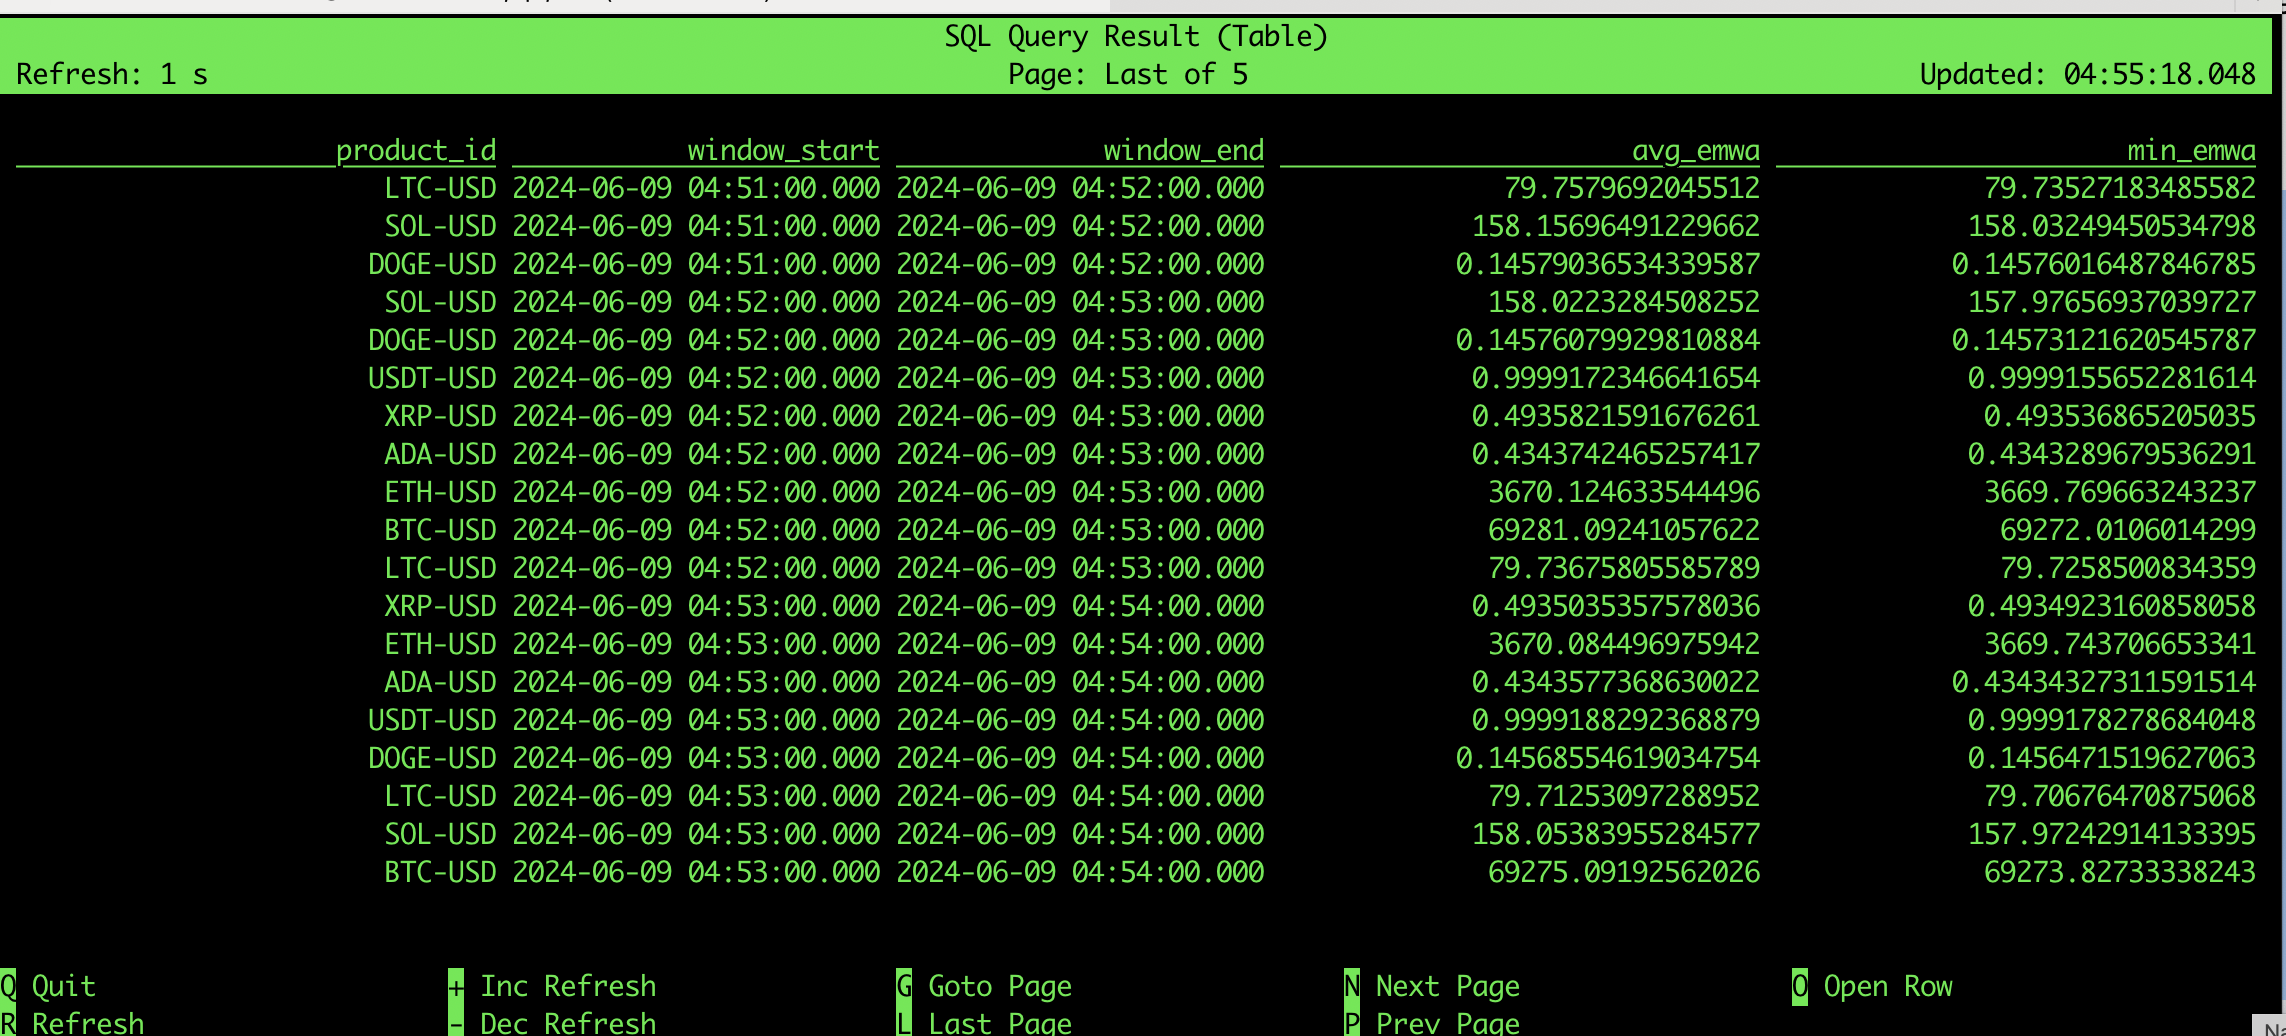 SQL Query Result (Table)
Refresh: 1 s Page: Last of 5 Updated: 04:55:18.048
product_id window_start window_end avg_emwa min_emwa
LTC-USD 2024-06-09 04:51:00.000 2024-06-09 04:52:00.000 79.7579692045512 79.73527183485582
SOL-USD 2024-06-09 04:51:00.000 2024-06-09 04:52:00.000 158.15696491229662 158.03249450534798
DOGE-USD 2024-06-09 04:51:00.000 2024-06-09 04:52:00.000 0.14579036534339587 0.14576016487846785
SOL-USD 2024-06-09 04:52:00.000 2024-06-09 04:53:00.000 158.0223284508252 157.97656937039727
DOGE-USD 2024-06-09 04:52:00.000 2024-06-09 04:53:00.000 0.14576079929810884 0.14573121620545787
USDT-USD 2024-06-09 04:52:00.000 2024-06-09 04:53:00.000 0.9999172346641654 0.9999155652281614
XRP-USD 2024-06-09 04:52:00.000 2024-06-09 04:53:00.000 0.4935821591676261 0.493536865205035
ADA-USD 2024-06-09 04:52:00.000 2024-06-09 04:53:00.000 0.4343742465257417 0.4343289679536291
ETH-USD 2024-06-09 04:52:00.000 2024-06-09 04:53:00.000 3670.124633544496 3669.769663243237
BTC-USD 2024-06-09 04:52:00.000 2024-06-09 04:53:00.000 69281.09241057622 69272.0106014299
LTC-USD 2024-06-09 04:52:00.000 2024-06-09 04:53:00.000 79.73675805585789 79.7258500834359
XRP-USD 2024-06-09 04:53:00.000 2024-06-09 04:54:00.000 0.4935035357578036 0.4934923160858058
ETH-USD 2024-06-09 04:53:00.000 2024-06-09 04:54:00.000 3670.084496975942 3669.743706653341
ADA-USD 2024-06-09 04:53:00.000 2024-06-09 04:54:00.000 0.4343577368630022 0.43434327311591514
USDT-USD 2024-06-09 04:53:00.000 2024-06-09 04:54:00.000 0.9999188292368879 0.9999178278684048
DOGE-USD 2024-06-09 04:53:00.000 2024-06-09 04:54:00.000 0.14568554619034754 0.1456471519627063
LTC-USD 2024-06-09 04:53:00.000 2024-06-09 04:54:00.000 79.71253097288952 79.70676470875068
SOL-USD 2024-06-09 04:53:00.000 2024-06-09 04:54:00.000 158.05383955284577 157.97242914133395
BTC-USD 2024-06-09 04:53:00.000 2024-06-09 04:54:00.000 69275.09192562026 69273.82733338243
Q Quit + Inc Refresh G Goto Page N Next Page O Open Row
R Refresh - Dec Refresh L Last Page P Prev Page